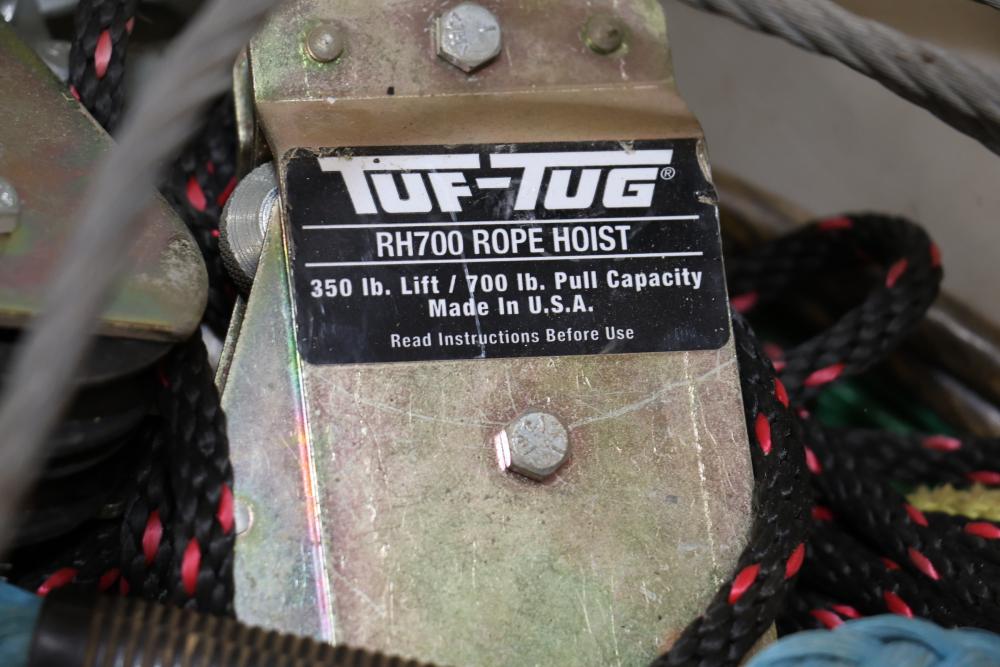 TUF-TUG®
RH700 ROPE HOIST
350 lb. Lift / 700 lb. Pull Capacity
Made In U.S.A.
Read Instructions Before Use